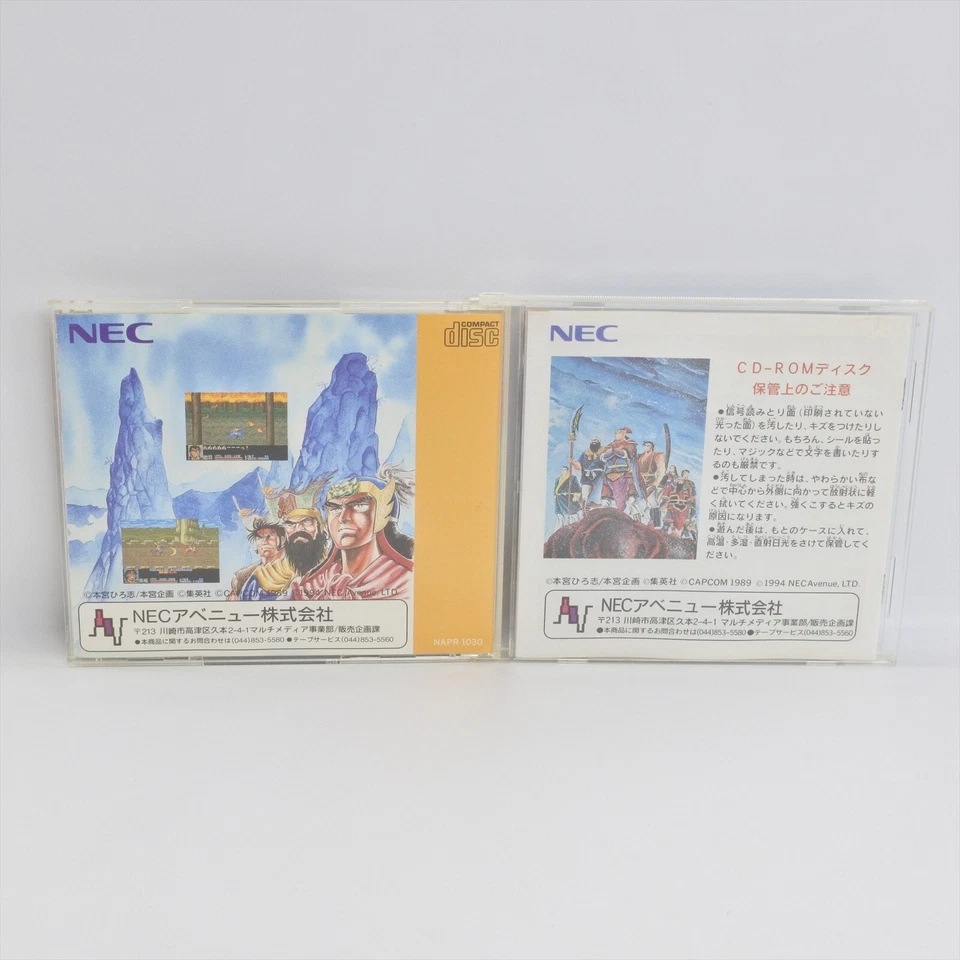 NEC
COMPACT
disc
©本宮ひろ志/本宮企画 ©集英社 ©CAPCOM 1989 ©1994 NEC Avenue, LTD.
NECアベニュー株式会社
〒213 川崎市高津区久本2-4-1マルチメディア事業部/販売企画課
●本商品に関するお問合わせは(044)853-5580 ●テープサービス(044)853-5560
NAPR-1030
NEC
CD-ROMディスク
保管上のご注意
●信号読みとり面(印刷されていない
光った面)を汚したり、キズをつけたりし
ないでください。もちろん、シールを貼っ
たり、マジックなどで文字を書いたりす
るのも厳禁です。
●汚してしまった時は、やわらかい布な
どで中心から外側に向かって放射状に軽
く拭いてください。強くこするとキズの
原因になります。
●遊んだ後は、もとのケースに入れて、
高温・多湿・直射日光をさけて保管してく
ださい。
©本宮ひろ志/本宮企画 ©集英社 ©CAPCOM 1989 ©1994 NEC Avenue, LTD.
NECアベニュー株式会社
〒213 川崎市高津区久本2-4-1 マルチメディア事業部/販売企画課
●本商品に関するお問合わせは(044)853-5580 ●テープサービス(044)853-5560